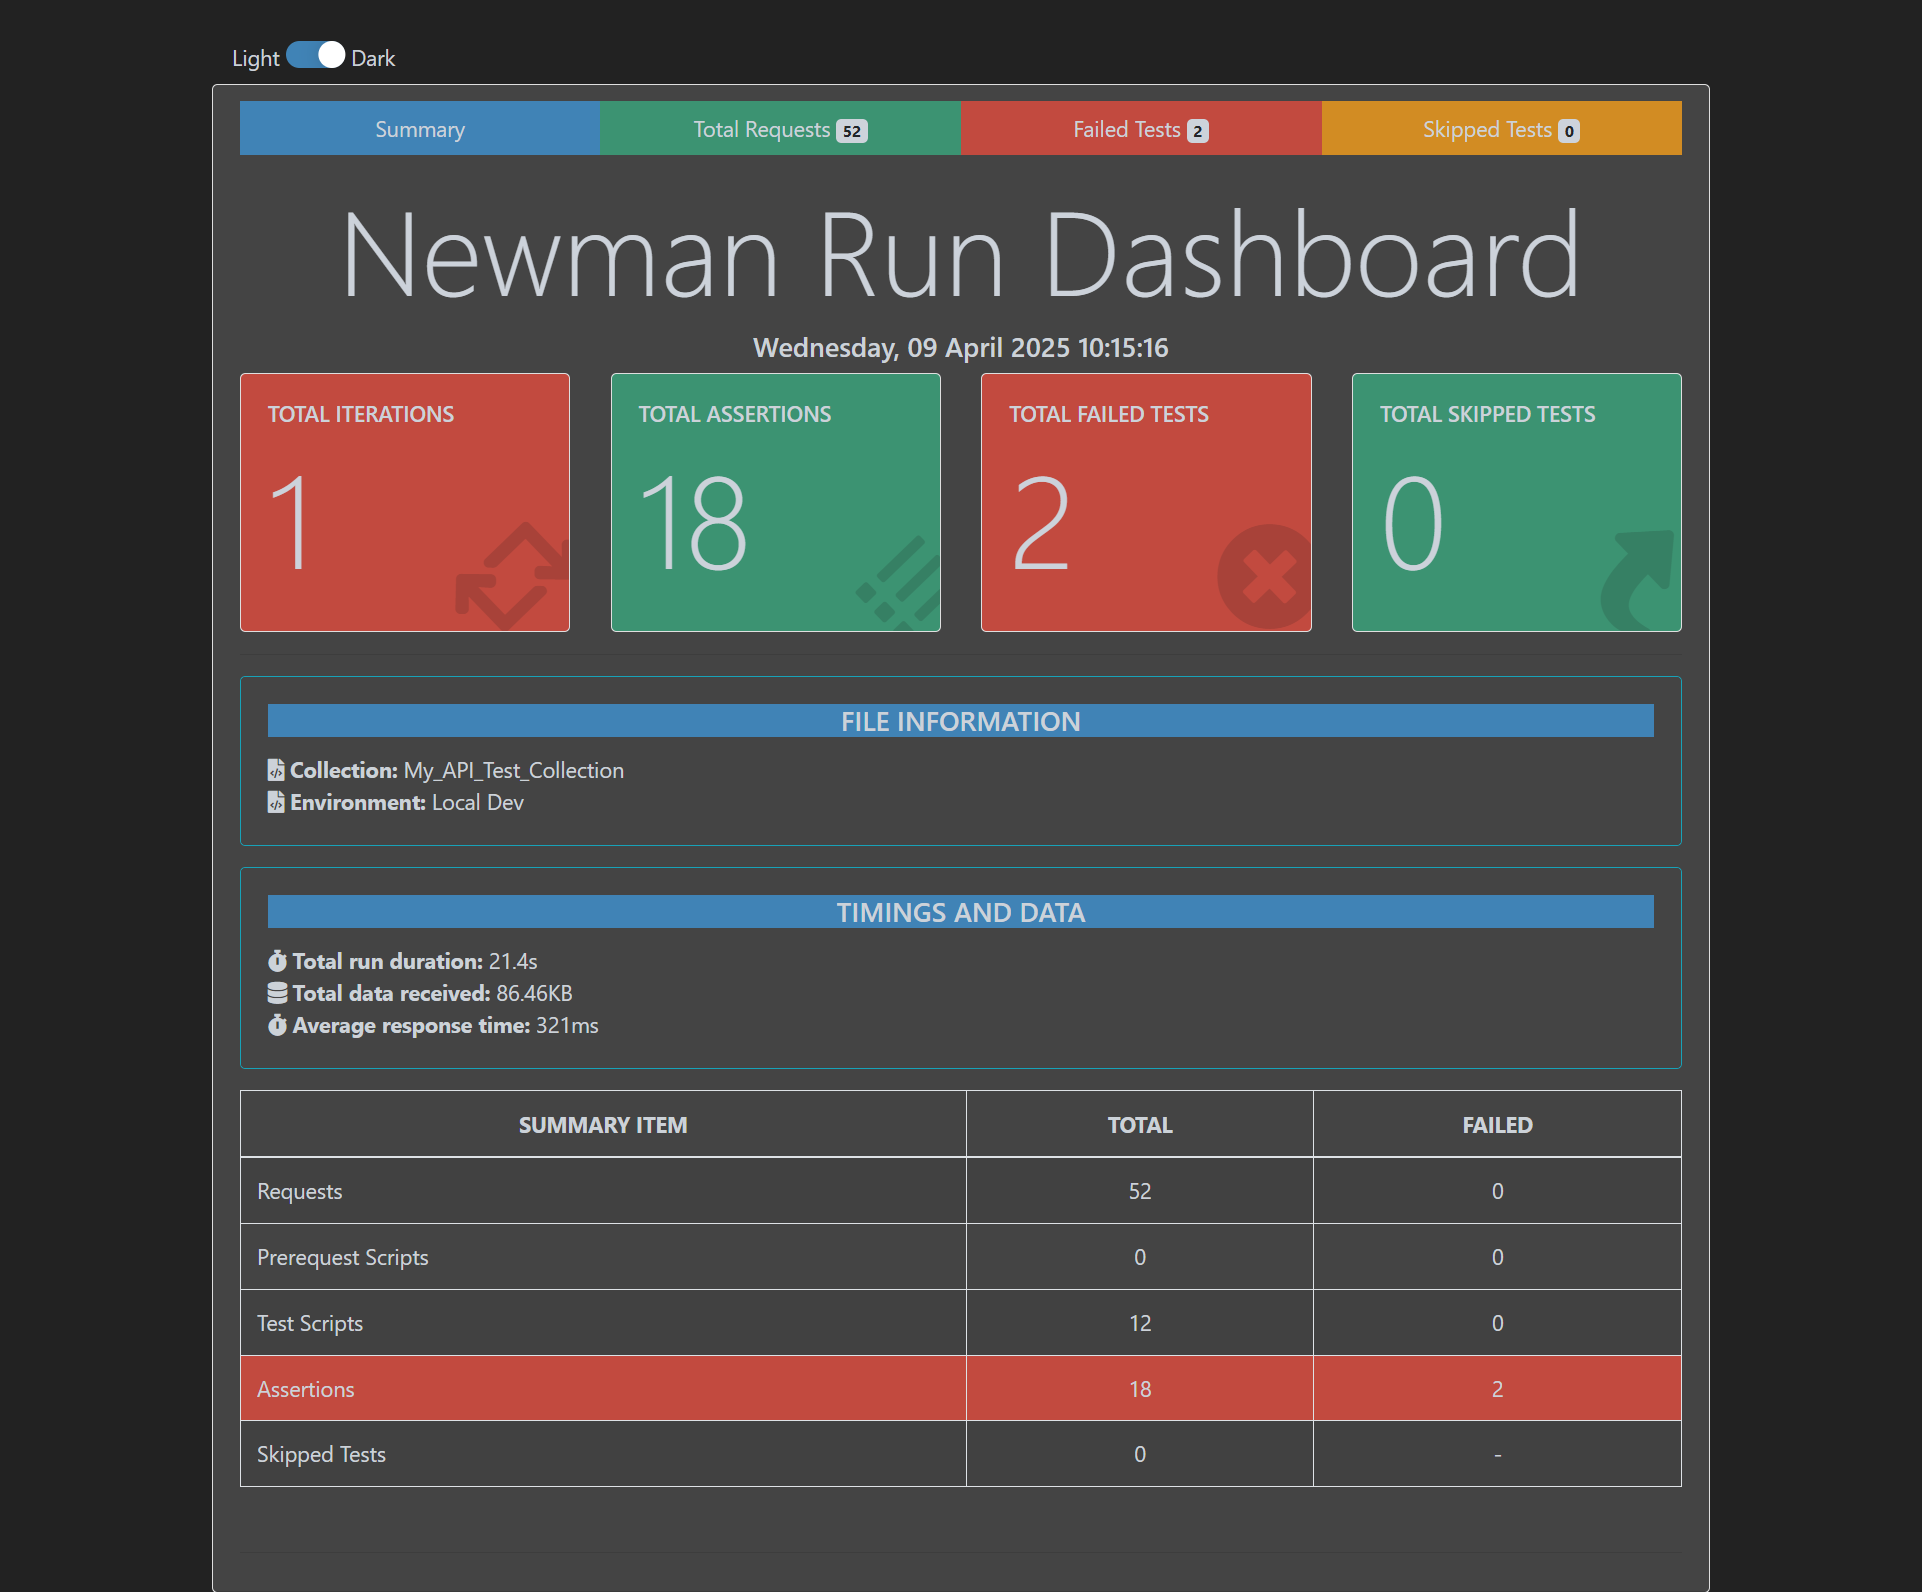 Light Dark
Summary Total Requests 52 Failed Tests 2 Skipped Tests 0
Newman Run Dashboard
Wednesday, 09 April 2025 10:15:16
TOTAL ITERATIONS
1
TOTAL ASSERTIONS
18
TOTAL FAILED TESTS
2
TOTAL SKIPPED TESTS
0
FILE INFORMATION
Collection: My_API_Test_Collection
Environment: Local Dev
TIMINGS AND DATA
Total run duration: 21.4s
Total data received: 86.46KB
Average response time: 321ms
SUMMARY ITEM TOTAL FAILED
Requests 52 0
Prerequest Scripts 0 0
Test Scripts 12 0
Assertions 18 2
Skipped Tests 0 -